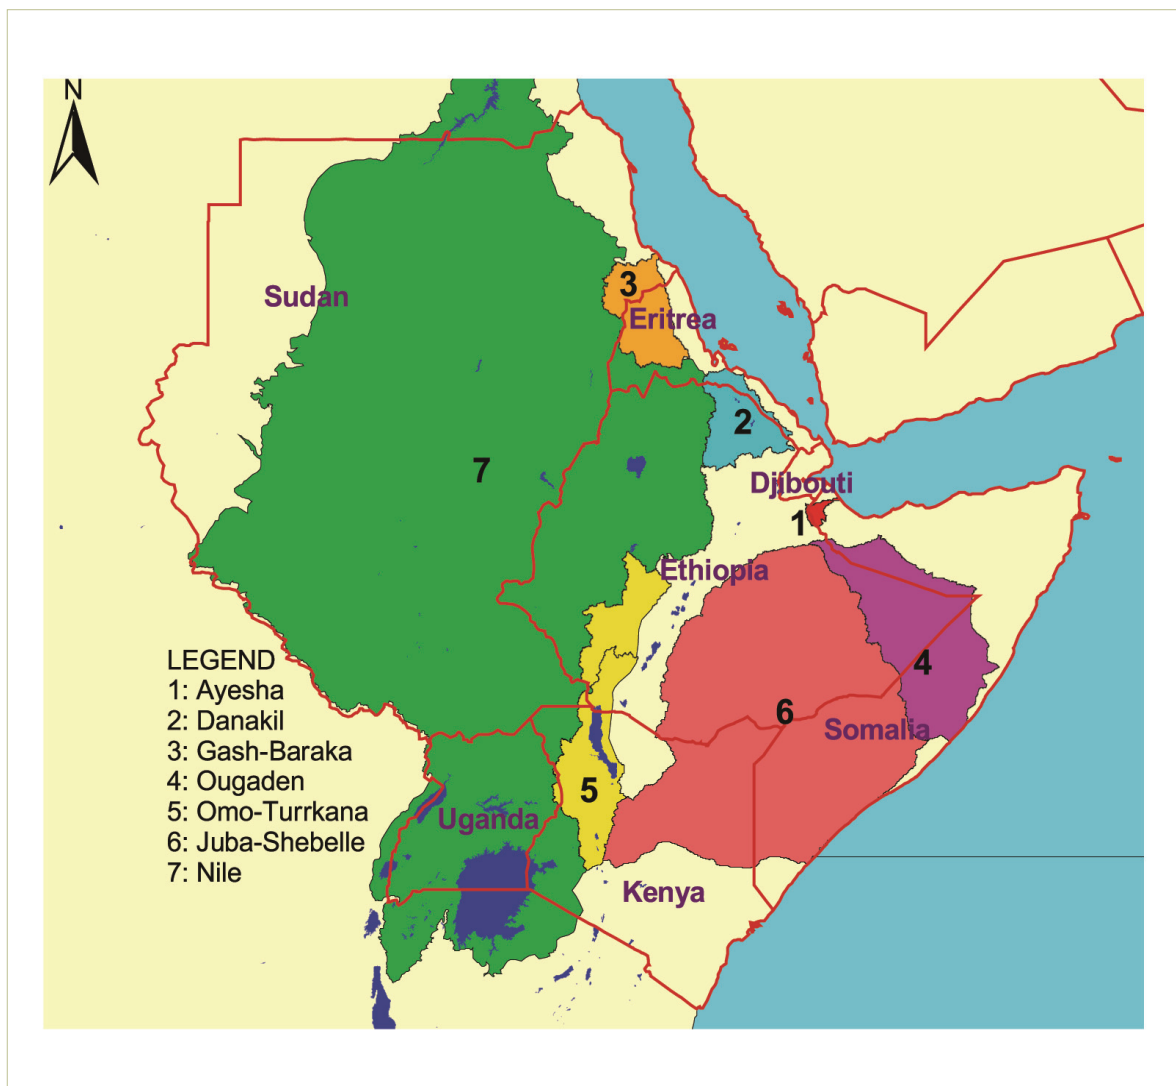 N
Sudan
3
Eritrea
2
7
Djibouti
1
Ethiopia
4
6
Somalia
5
Uganda
Kenya
LEGEND
1: Ayesha
2: Danakil
3: Gash-Baraka
4: Ougaden
5: Omo-Turrkana
6: Juba-Shebelle
7: Nile